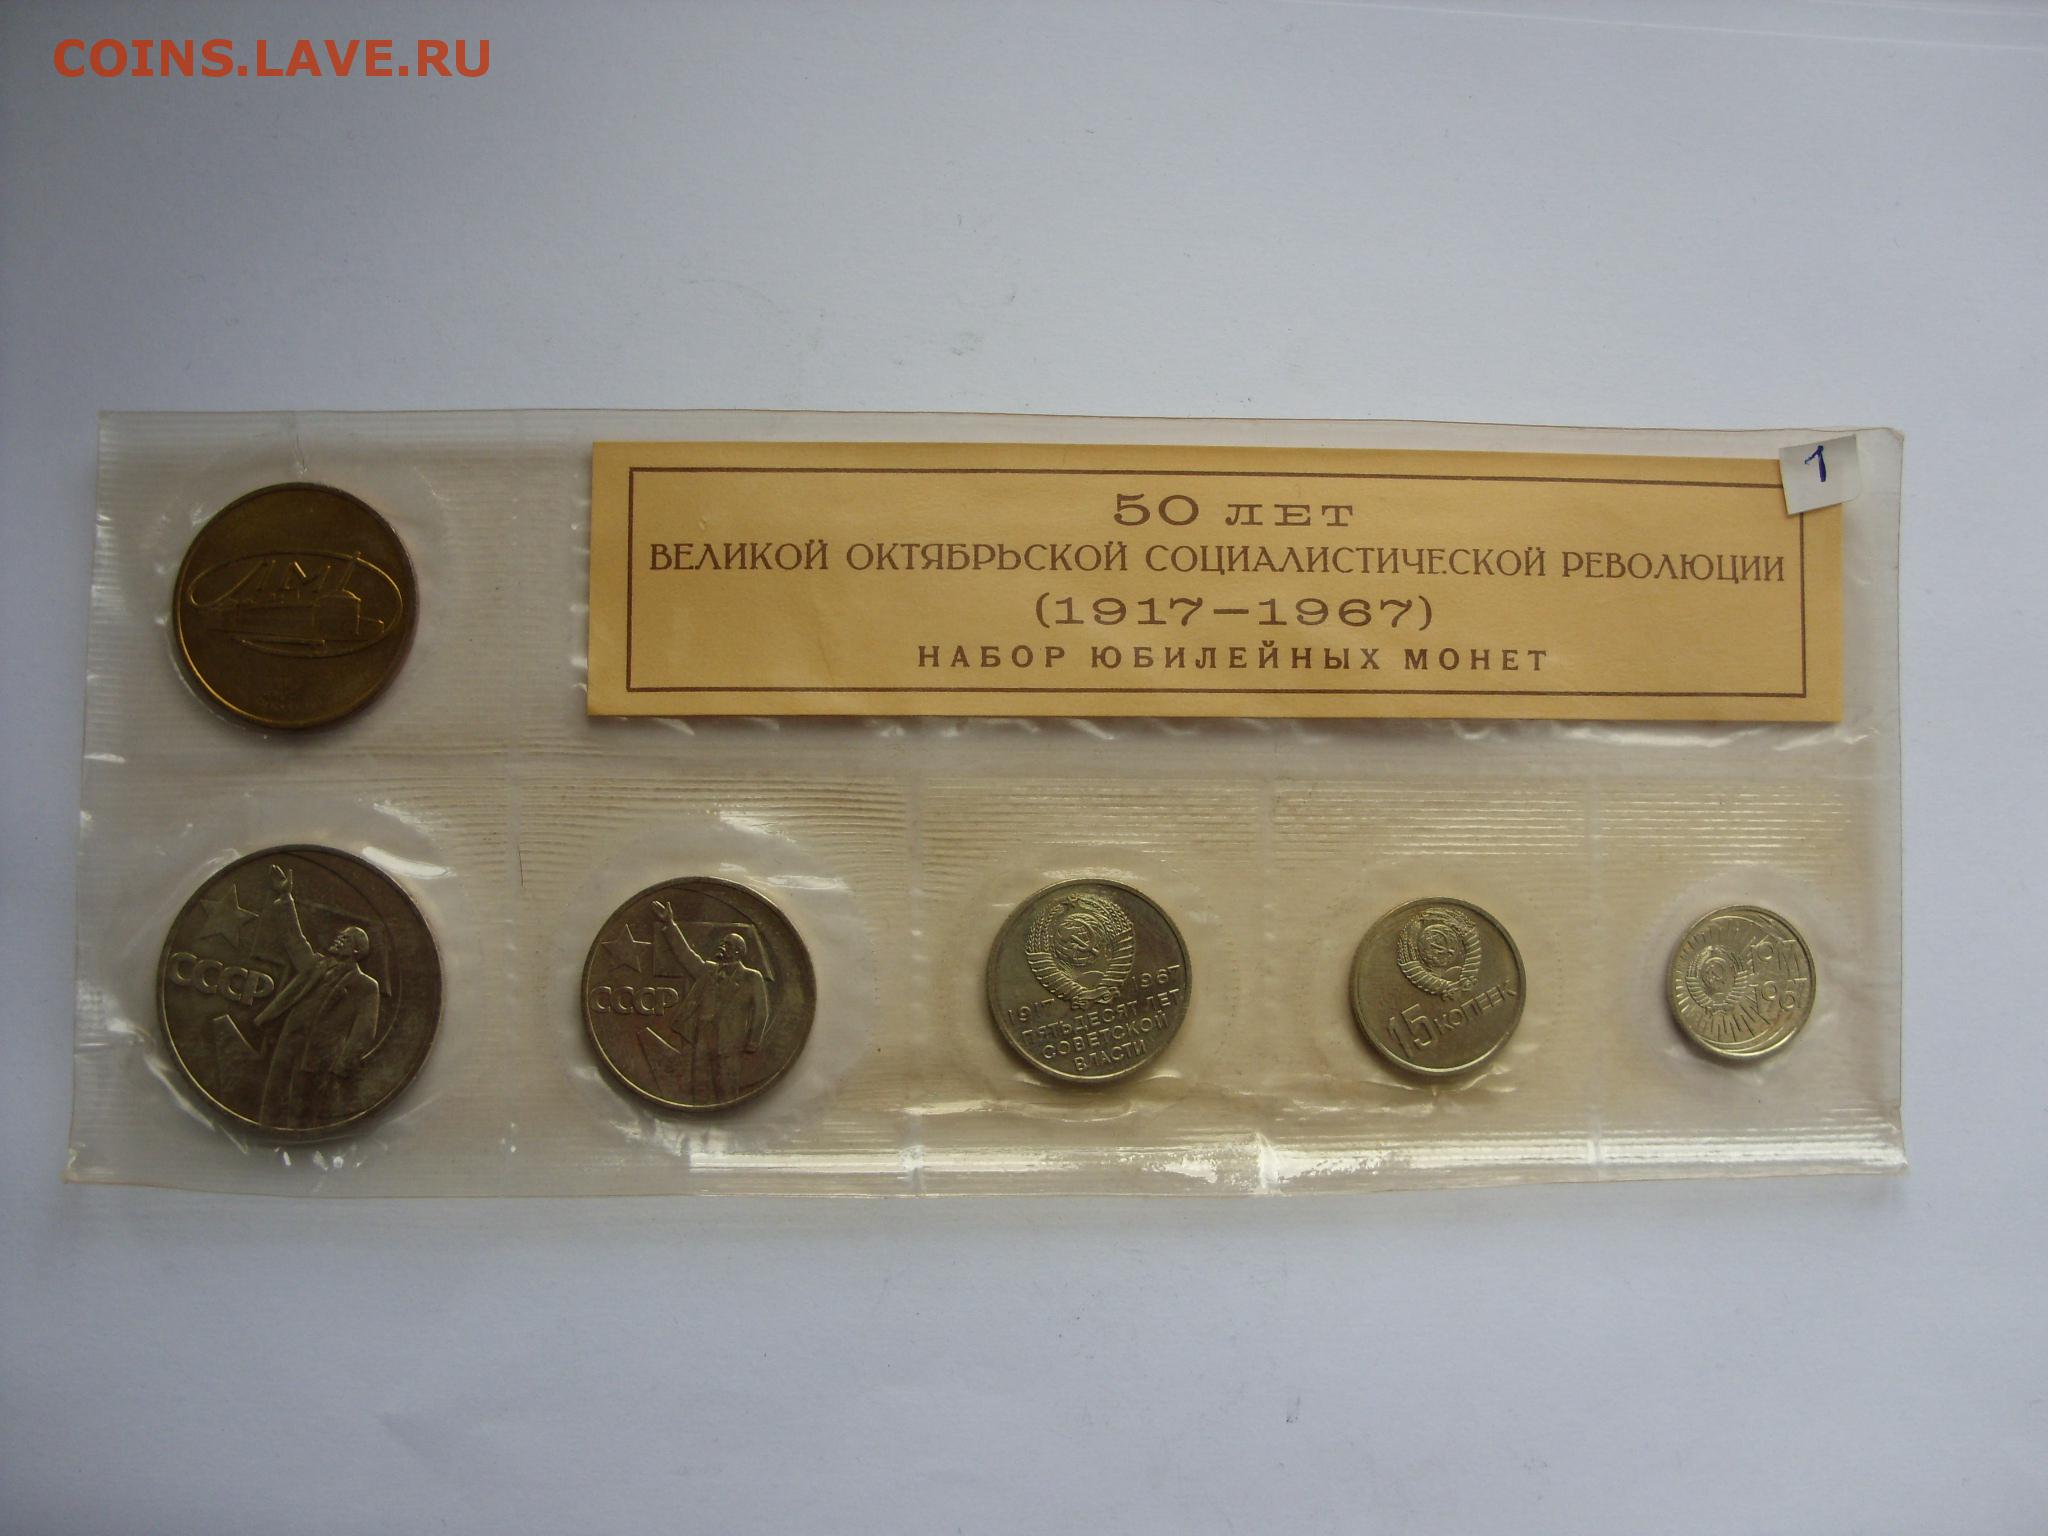 COINS.LAVE.RU
1
50 ЛЕТ
ВЕЛИКОЙ ОКТЯБРЬСКОЙ СОЦИАЛИСТИЧЕСКОЙ РЕВОЛЮЦИИ
(1917–1967)
НАБОР ЮБИЛЕЙНЫХ МОНЕТ
ЛМД
СССР
СССР
1917 1967
ПЯТЬДЕСЯТ ЛЕТ
СОВЕТСКОЙ
ВЛАСТИ
15 КОПЕЕК
1917
1967